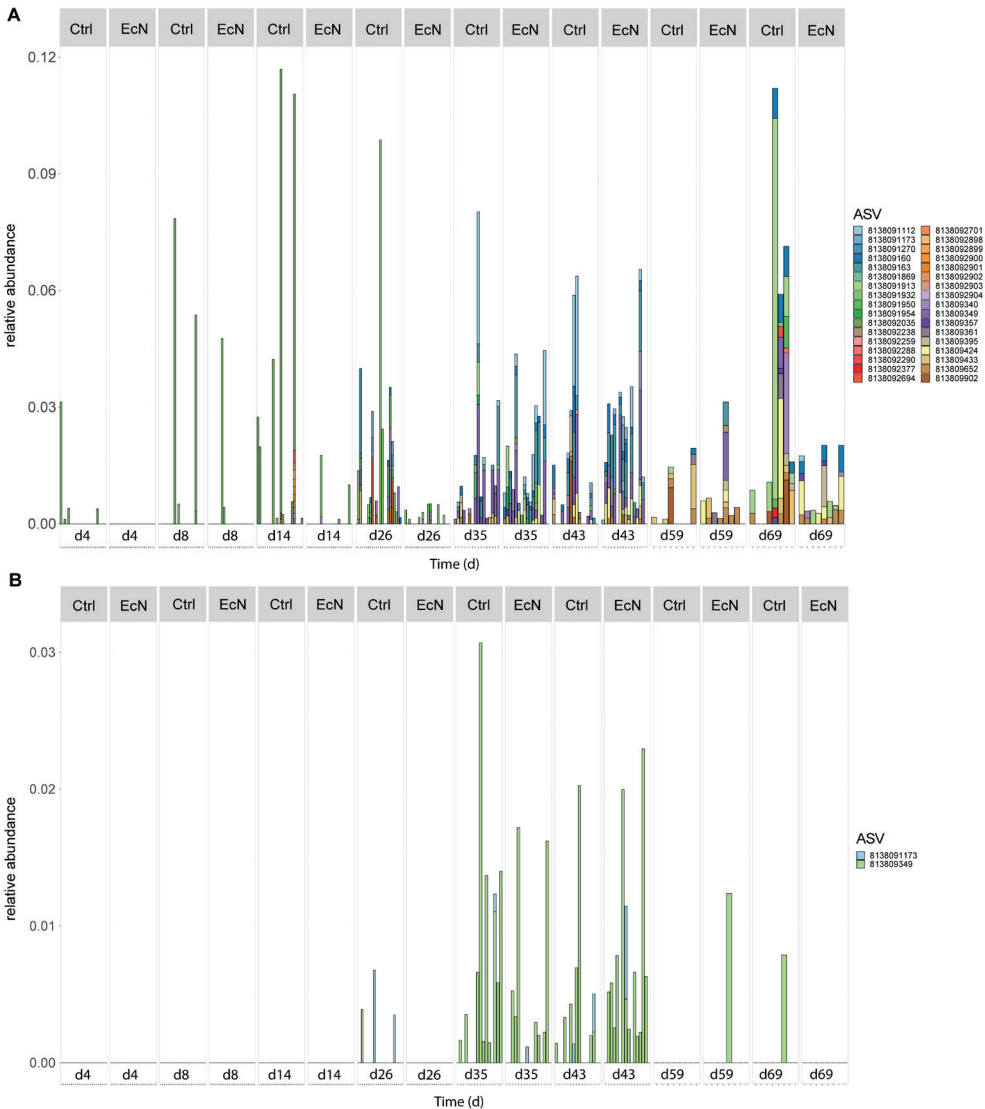 A
Ctrl EcN Ctrl EcN Ctrl EcN Ctrl EcN Ctrl EcN Ctrl EcN Ctrl EcN Ctrl EcN
0.12
0.09
0.06
0.03
0.00
relative abundance
d4 d4 d8 d8 d14 d14 d26 d26 d35 d35 d43 d43 d59 d59 d69 d69
Time (d)
ASV
8138091112 8138092701
8138091173 8138092898
8138091270 8138092899
813809160 8138092900
813809163 8138092901
8138091869 8138092902
8138091913 8138092903
8138091932 8138092904
8138091950 813809340
8138091954 813809349
8138092035 813809357
8138092238 813809361
8138092259 813809395
8138092288 813809424
8138092290 813809433
8138092377 813809652
8138092694 813809902
B
Ctrl EcN Ctrl EcN Ctrl EcN Ctrl EcN Ctrl EcN Ctrl EcN Ctrl EcN Ctrl EcN
0.03
0.02
0.01
0.00
relative abundance
d4 d4 d8 d8 d14 d14 d26 d26 d35 d35 d43 d43 d59 d59 d69 d69
Time (d)
ASV
8138091173
813809349